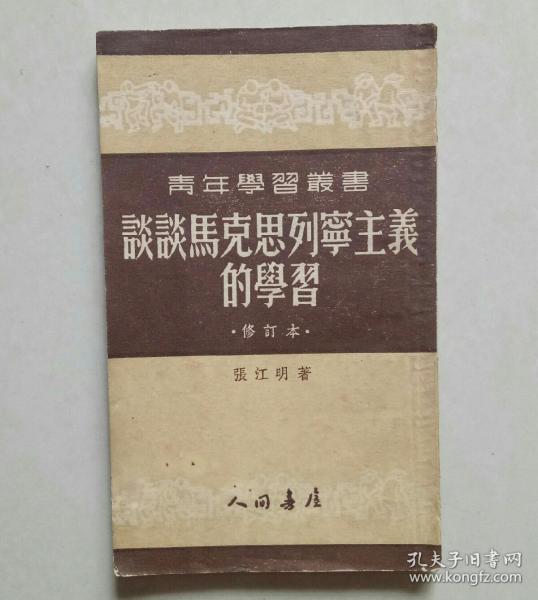 青年學習叢書
談談馬克思列寧主義
的學習
·修訂本·
張江明著
人间書屋
孔夫子旧书网
www.kongfz.com